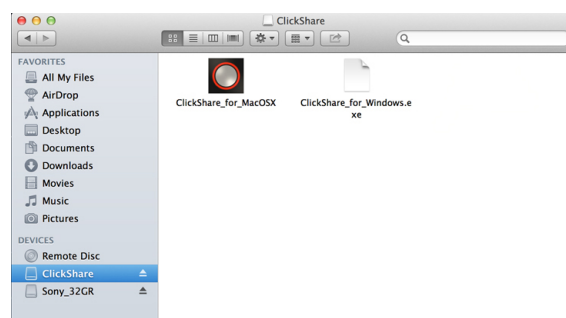 ClickShare
FAVORITES
All My Files
AirDrop
Applications
Desktop
Documents
Downloads
Movies
Music
Pictures
DEVICES
Remote Disc
ClickShare
Sony_32GR
ClickShare_for_MacOSX
ClickShare_for_Windows.e
xe